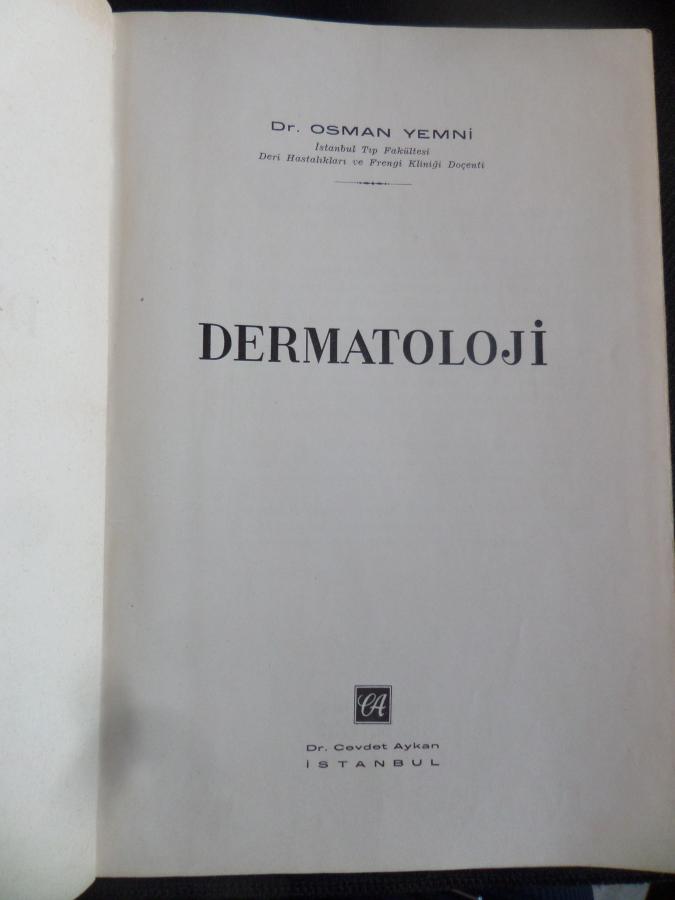 Dr. OSMAN YEMNİ
İstanbul Tıp Fakültesi
Deri Hastalıkları ve Frengi Kliniği Doçenti
DERMATOLOJİ
CA
Dr. Cevdet Aykan
İSTANBUL